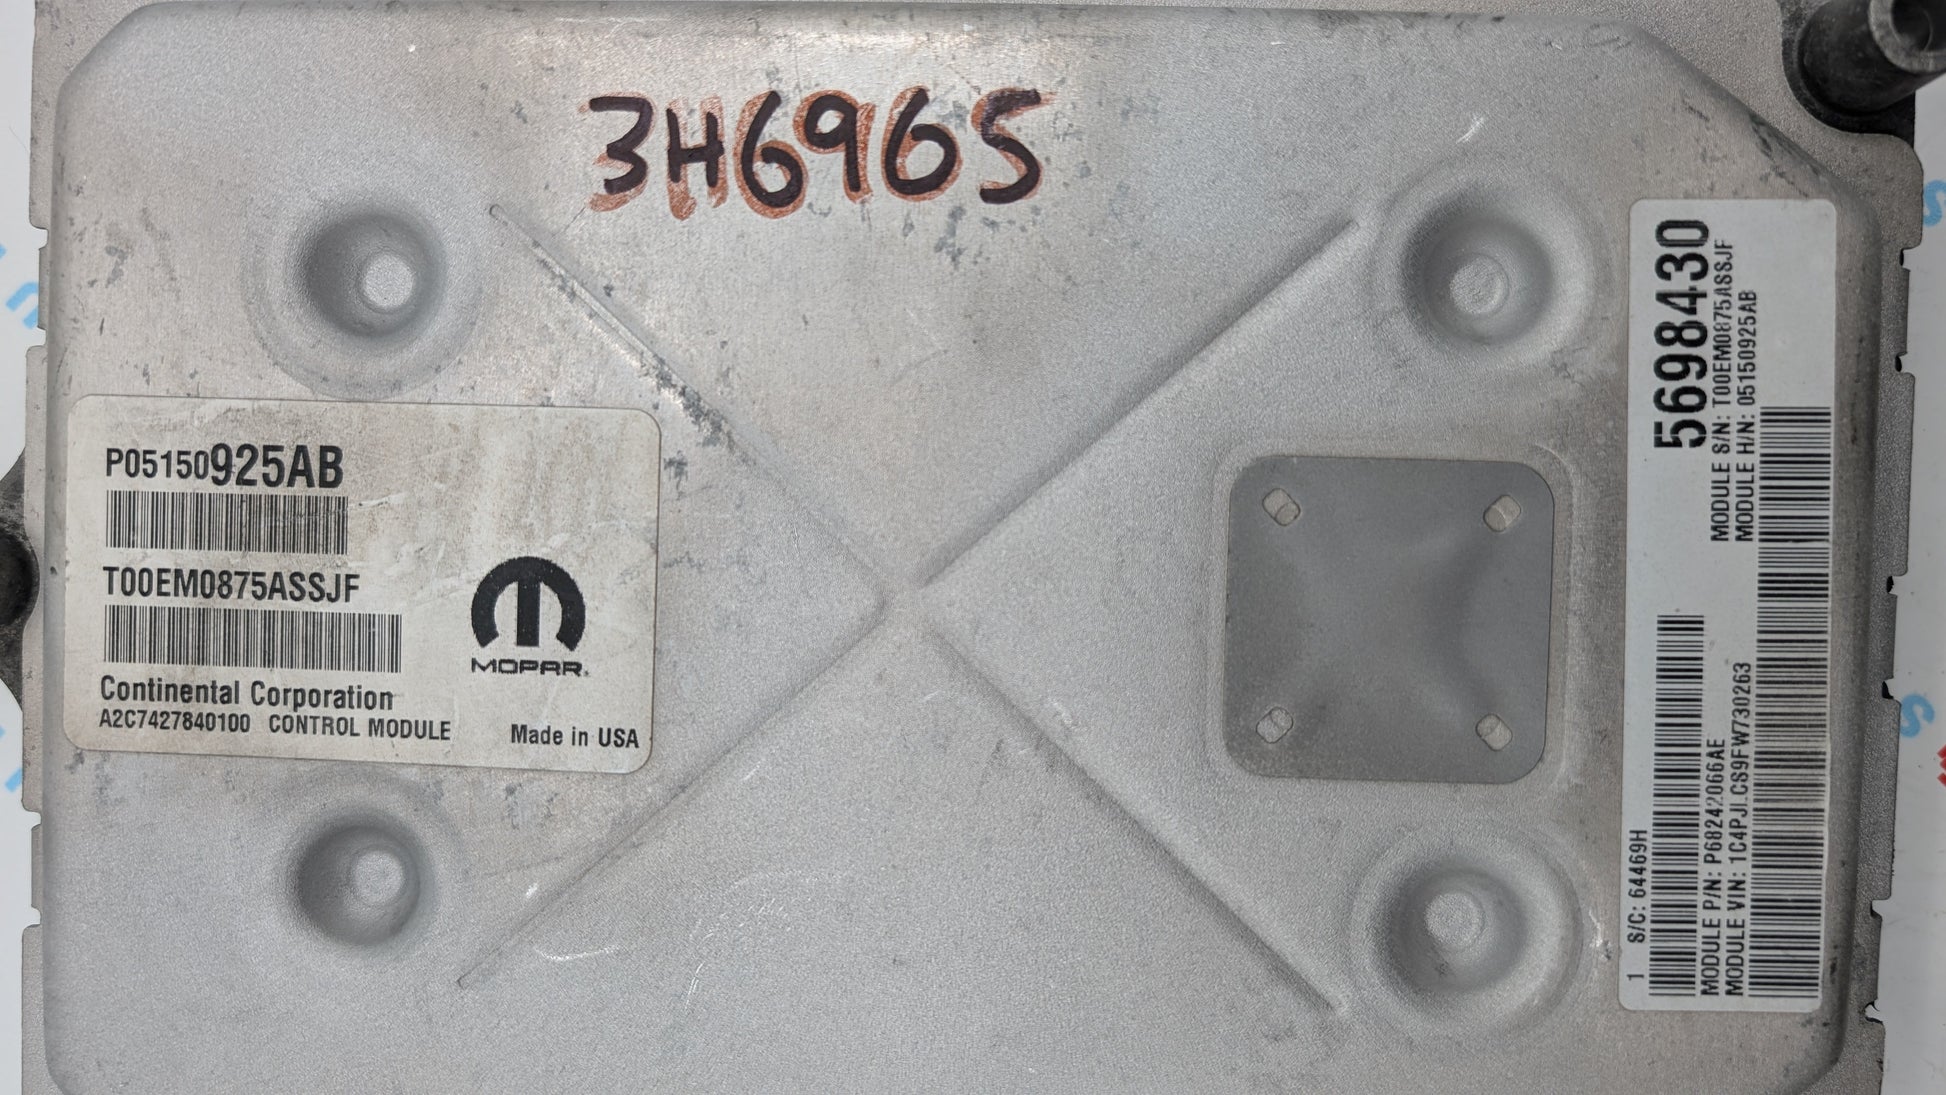 3H6965
P05150925AB
T00EM0875ASSJF
MOPAR.
Continental Corporation
A2C7427840100 CONTROL MODULE
Made in USA
5698430
MODULE S/N: T00EM0875ASSJF
MODULE H/N: 05150925AB
1 S/C: 64469H
MODULE P/N: P68242066AE
MODULE VIN: 1C4PJLCS9FW730263